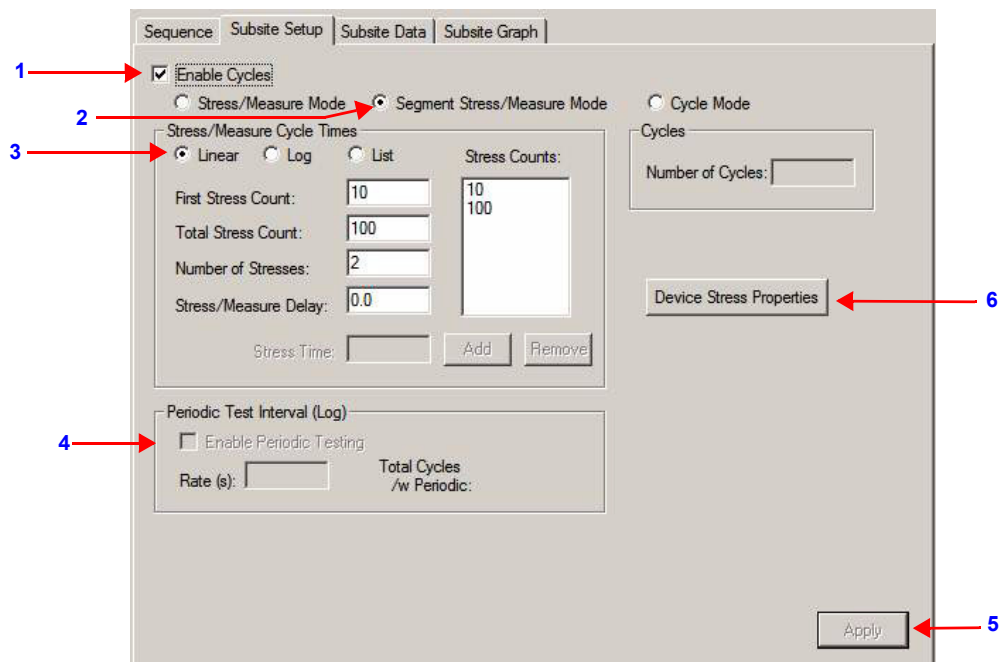 Sequence Subsite Setup Subsite Data Subsite Graph
1 Enable Cycles
2 Stress/Measure Mode Segment Stress/Measure Mode Cycle Mode
Stress/Measure Cycle Times
3 Linear Log List Stress Counts:
First Stress Count: 10
Total Stress Count: 100
Number of Stresses: 2
Stress/Measure Delay: 0.0
10
100
Stress Time: Add Remove
Cycles
Number of Cycles:
Device Stress Properties 6
Periodic Test Interval (Log)
4 Enable Periodic Testing
Rate (s): Total Cycles
/w Periodic:
Apply 5